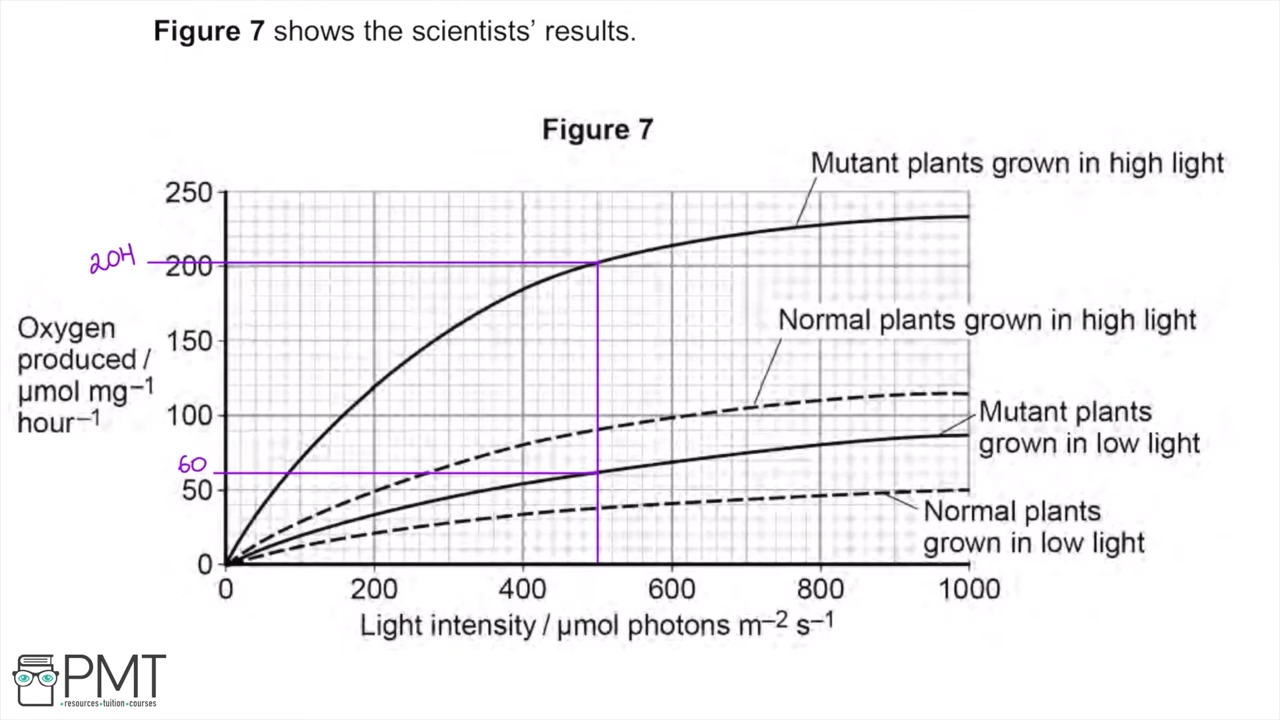 Figure 7 shows the scientists’ results.
Figure 7
Mutant plants grown in high light
250
204
200
Normal plants grown in high light
Oxygen
produced /
µmol mg⁻¹
hour⁻¹
150
100
Mutant plants
grown in low light
60
50
Normal plants
grown in low light
0
0 200 400 600 800 1000
Light intensity / µmol photons m⁻² s⁻¹
PMT
•resources•tuition•courses